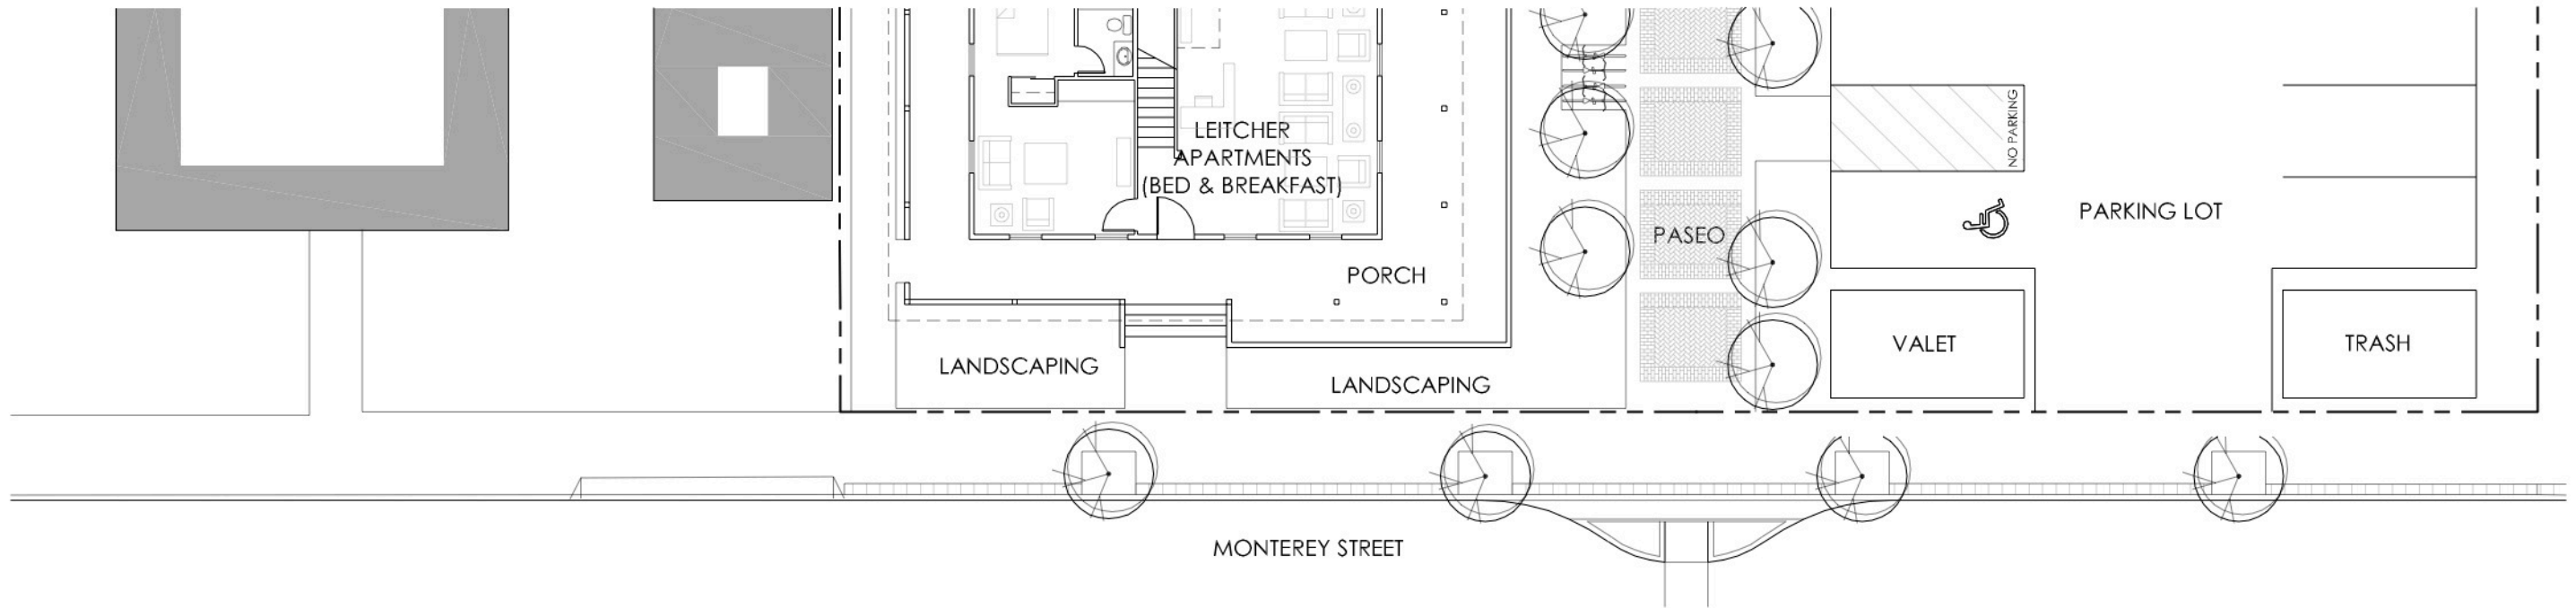 LEITCHER
APARTMENTS
(BED & BREAKFAST)
NO PARKING
PARKING LOT
PASEO
PORCH
VALET
TRASH
LANDSCAPING
LANDSCAPING
MONTEREY STREET